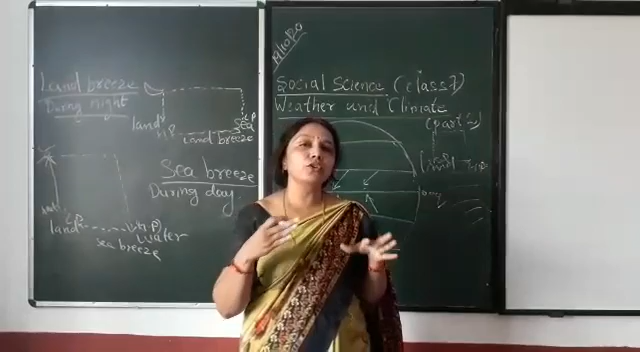 Land breeze
During night
land
H.P
L.P
Sea
Land breeze
Sea breeze
During day
L.P
land
(H.P)
water
Sea breeze
Social Science (class 7)
Weather and Climate
(part 2)